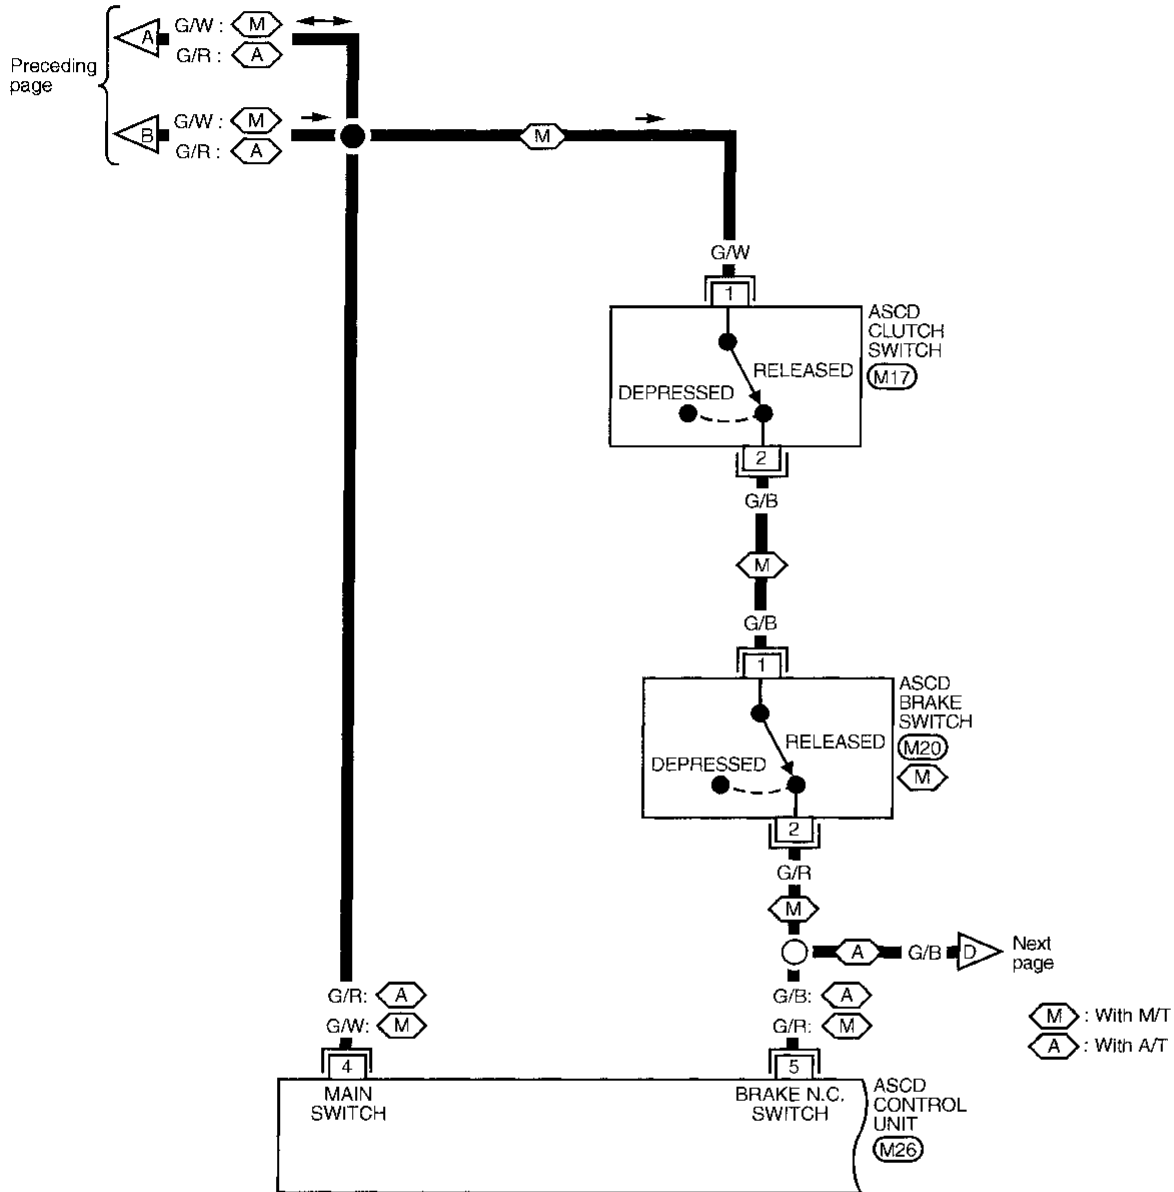 A G/W : M
G/R : A
Preceding
page
B G/W : M
G/R : A
M
G/W
1
ASCD
CLUTCH
SWITCH
M17
RELEASED
DEPRESSED
2
G/B
M
G/B
1
ASCD
BRAKE
SWITCH
M20
M
RELEASED
DEPRESSED
2
G/R
M
A G/B D Next
page
G/R: A
G/W: M
G/B: A
G/R: M
M : With M/T
A : With A/T
4
MAIN
SWITCH
5
BRAKE N.C.
SWITCH
ASCD
CONTROL
UNIT
M26